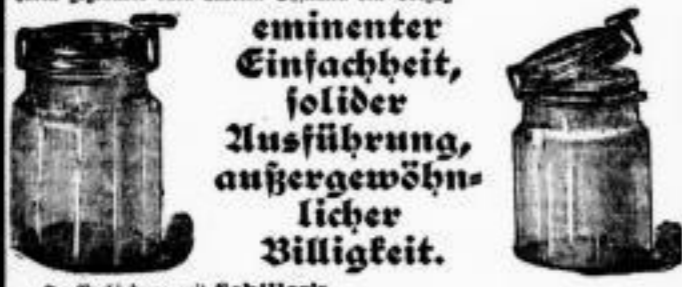 eminenter
Einfachheit,
solider
Ausführung,
außergewöhn-
licher
Billigkeit.